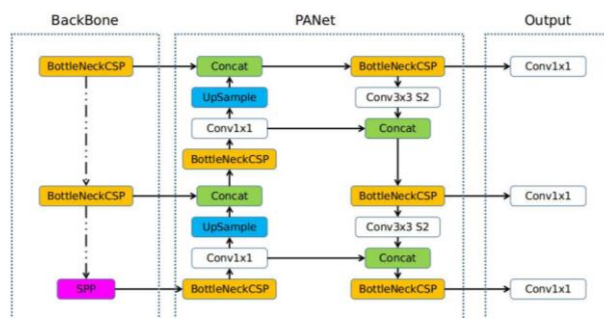 BackBone PANet Output
BottleNeckCSP Concat BottleNeckCSP Conv1x1
UpSample Conv3x3 S2
Conv1x1 Concat
BottleNeckCSP
BottleNeckCSP Concat BottleNeckCSP Conv1x1
UpSample Conv3x3 S2
Conv1x1 Concat
SPP BottleNeckCSP BottleNeckCSP Conv1x1